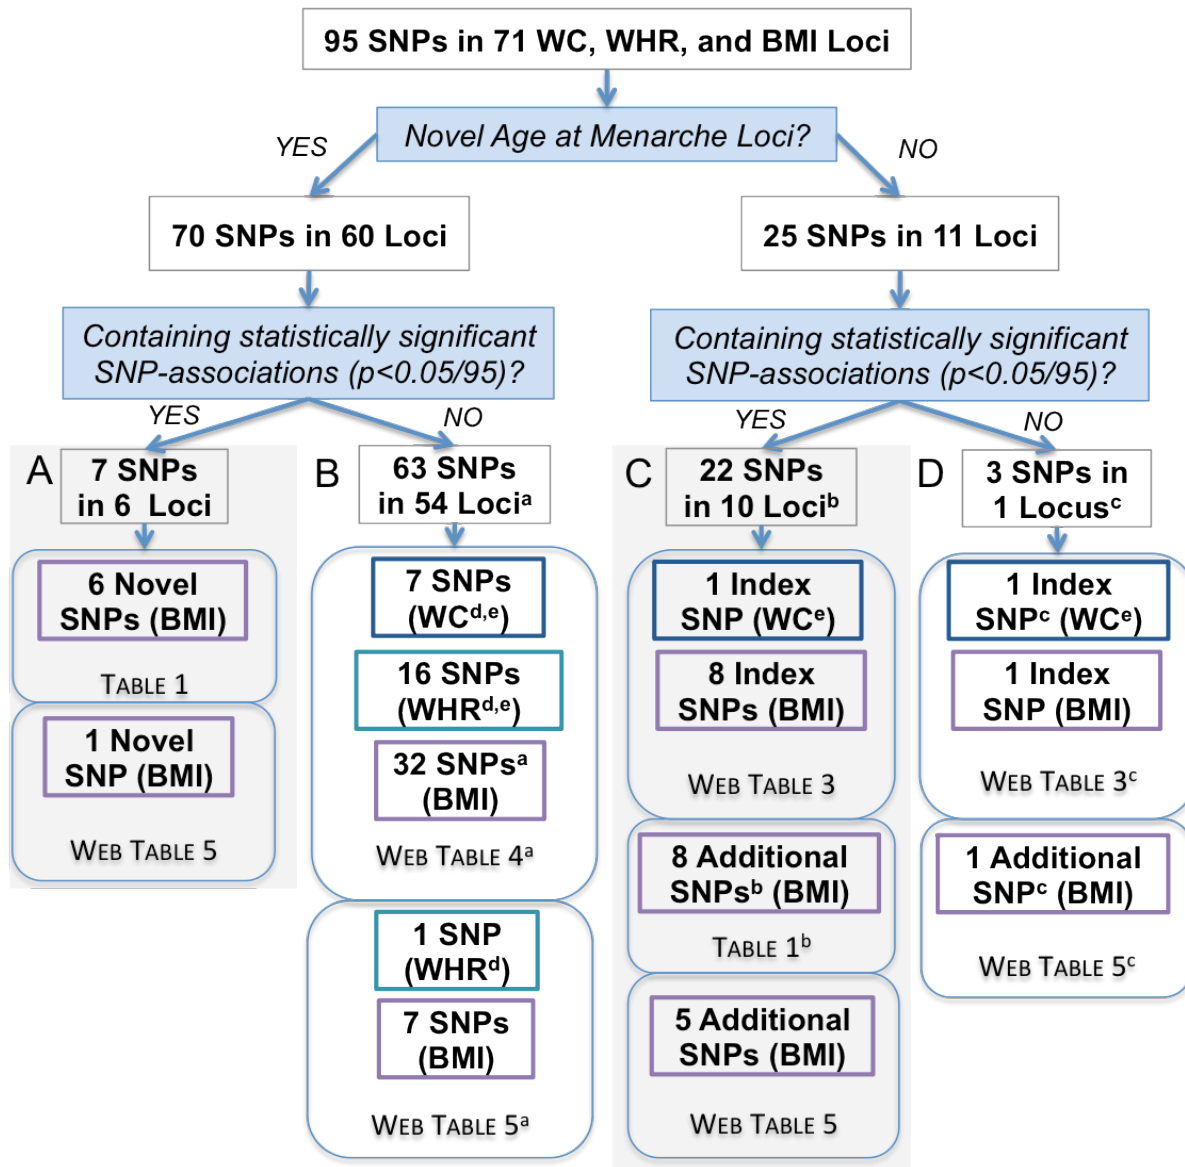 95 SNPs in 71 WC, WHR, and BMI Loci
Novel Age at Menarche Loci?
YES
NO
70 SNPs in 60 Loci
25 SNPs in 11 Loci
Containing statistically significant
SNP-associations (p<0.05/95)?
Containing statistically significant
SNP-associations (p<0.05/95)?
YES
NO
YES
NO
A
7 SNPs
in 6 Loci
B
63 SNPs
in 54 Lociᵃ
C
22 SNPs
in 10 Lociᵇ
D
3 SNPs in
1 Locusᶜ
6 Novel
SNPs (BMI)
TABLE 1
1 Novel
SNP (BMI)
WEB TABLE 5
7 SNPs
(WCᵈ,ᵉ)
16 SNPs
(WHRᵈ,ᵉ)
32 SNPsᵃ
(BMI)
WEB TABLE 4ᵃ
1 SNP
(WHRᵈ)
7 SNPs
(BMI)
WEB TABLE 5ᵃ
1 Index
SNP (WCᵉ)
8 Index
SNPs (BMI)
WEB TABLE 3
8 Additional
SNPsᵇ (BMI)
TABLE 1ᵇ
5 Additional
SNPs (BMI)
WEB TABLE 5
1 Index
SNPᶜ (WCᵉ)
1 Index
SNP (BMI)
WEB TABLE 3ᶜ
1 Additional
SNPᶜ (BMI)
WEB TABLE 5ᶜ